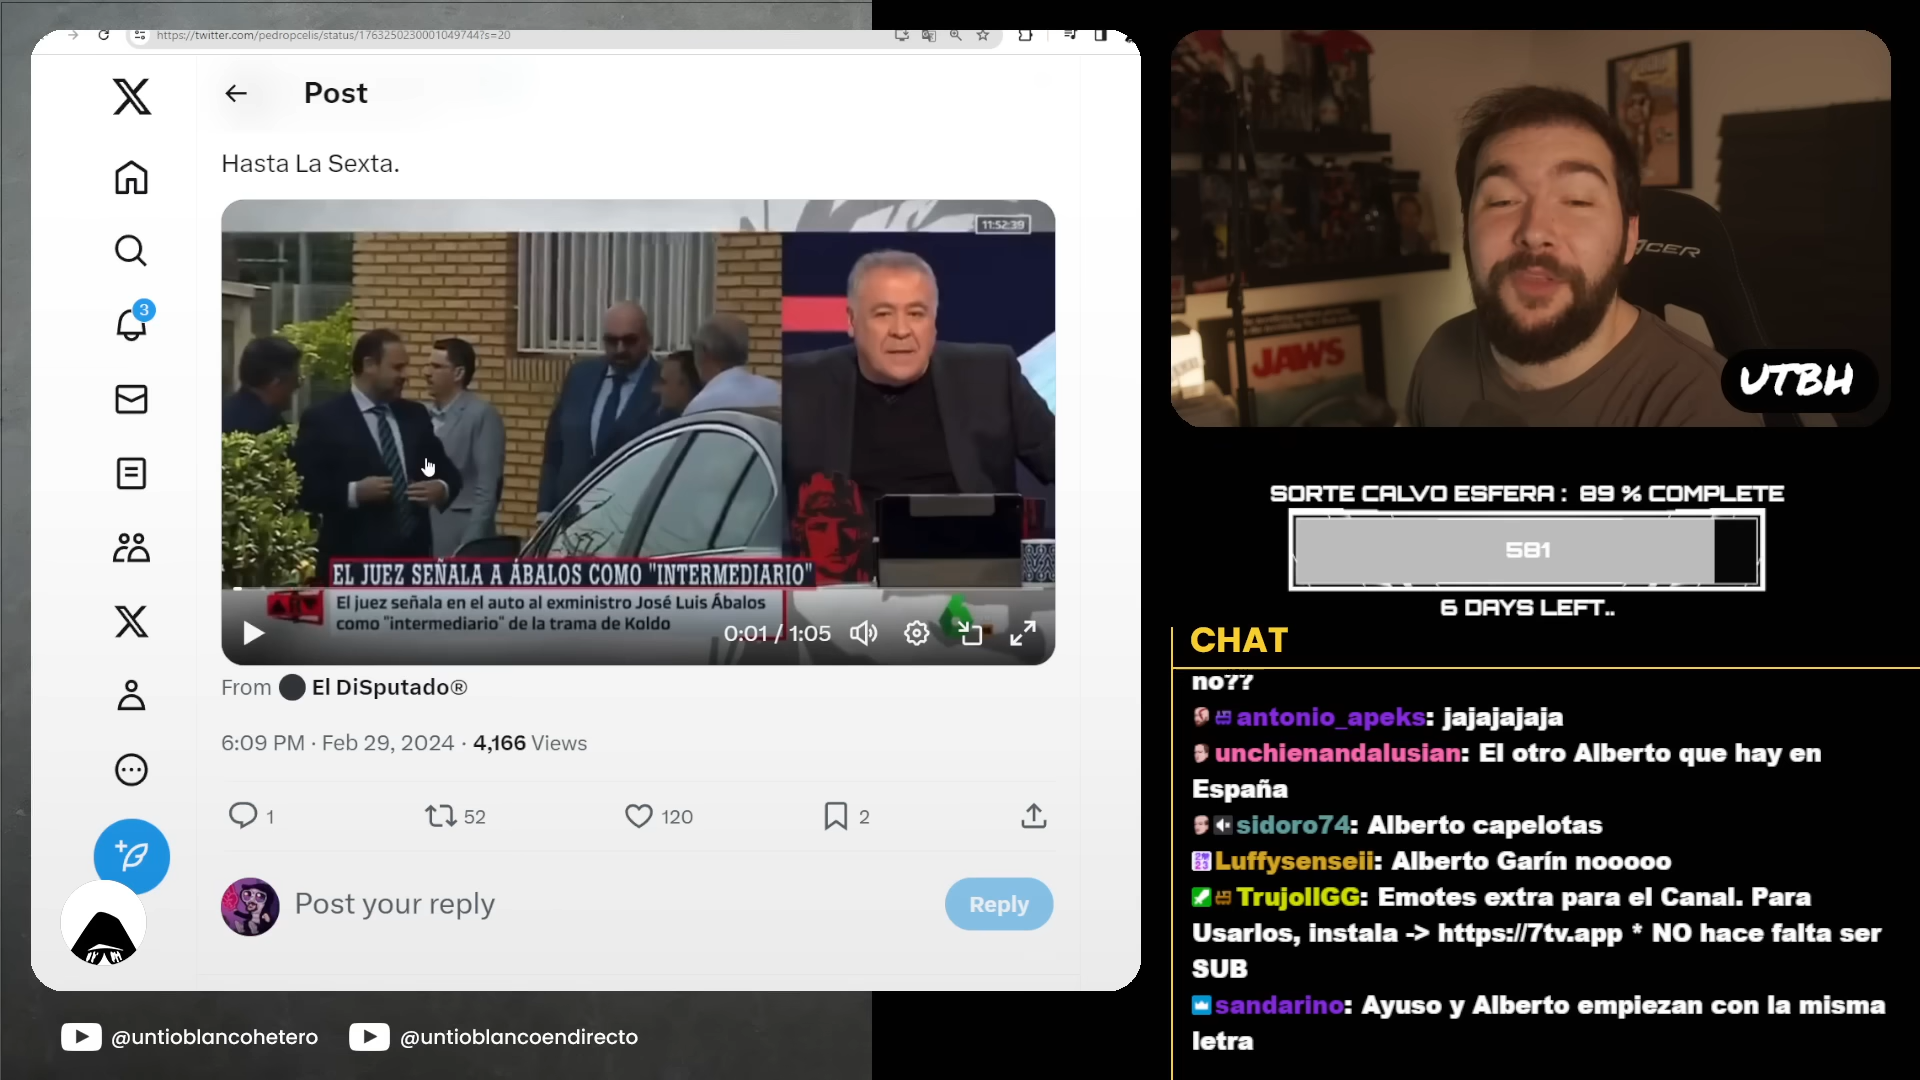 https://twitter.com/pedropcelis/status/1763250230001049744?s=20
Post
Hasta La Sexta.
11:52:39
EL JUEZ SEÑALA A ÁBALOS COMO "INTERMEDIARIO"
El juez señala en el auto al exministro José Luis Ábalos
como "intermediario" de la trama de Koldo
0:01 / 1:05
3
From El DiSputado®
6:09 PM · Feb 29, 2024 · 4,166 Views
1
52
120
2
Post your reply
Reply
@untioblancohetero
@untioblancoendirecto
JAWS
ACER
UTBH
SORTE CALVO ESFERA : 89 % COMPLETE
581
6 DAYS LEFT..
CHAT
no??
antonio_apeks: jajajajaja
unchienandalusian: El otro Alberto que hay en
España
sidoro74: Alberto capelotas
Luffysenseii: Alberto Garín nooooo
TrujollGG: Emotes extra para el Canal. Para
Usarlos, instala -> https://7tv.app * NO hace falta ser
SUB
sandarino: Ayuso y Alberto empiezan con la misma
letra